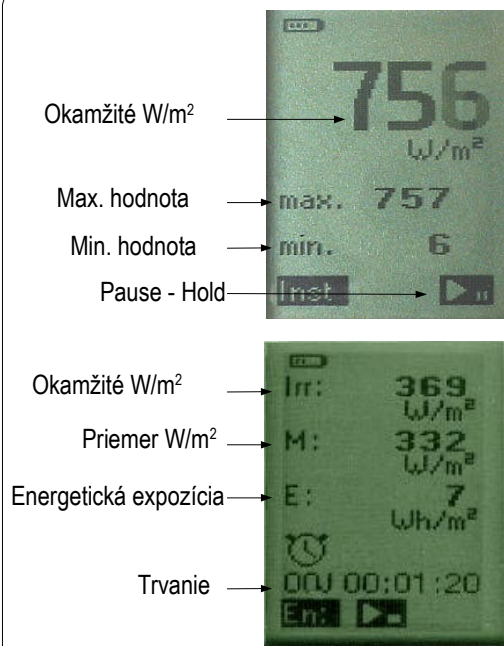 756
Okamžité W/m²
W/m²
Max. hodnota
max. 757
Min. hodnota
min. 6
Pause - Hold
Inst
Okamžité W/m²
Irr: 369
W/m²
Priemer W/m²
M: 332
W/m²
Energetická expozícia
E: 7
Wh/m²
Trvanie
00J 00:01:20
En: